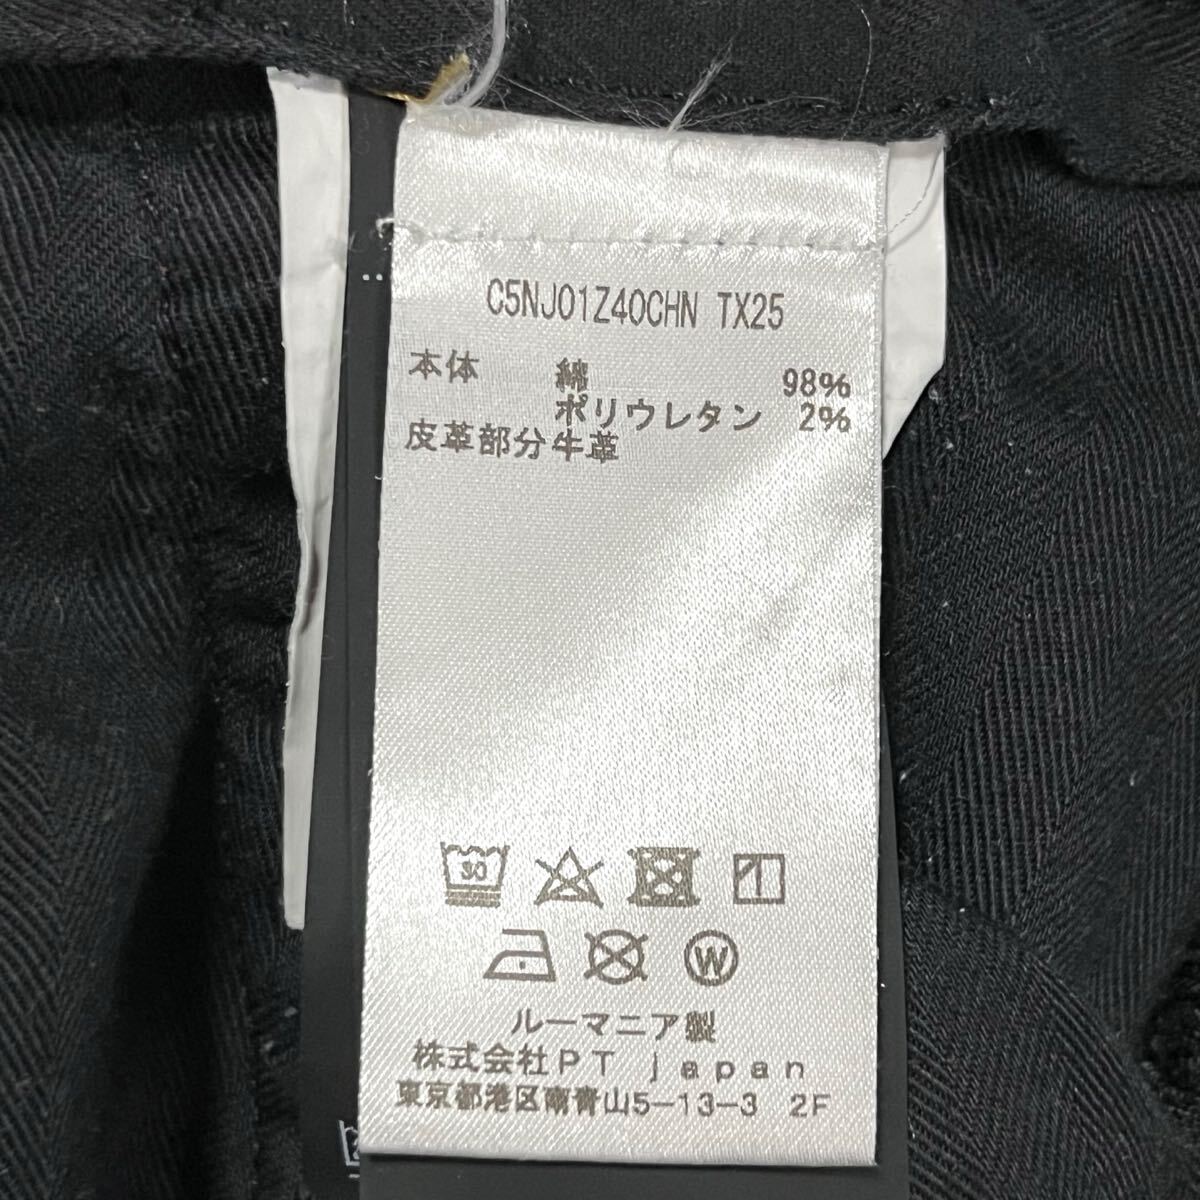 C5NJ01Z40CHN TX25
本体 綿 98%
ポリウレタン 2%
皮革部分牛革
30
W
ルーマニア製
株式会社PT japan
東京都港区南青山5-13-3 2F